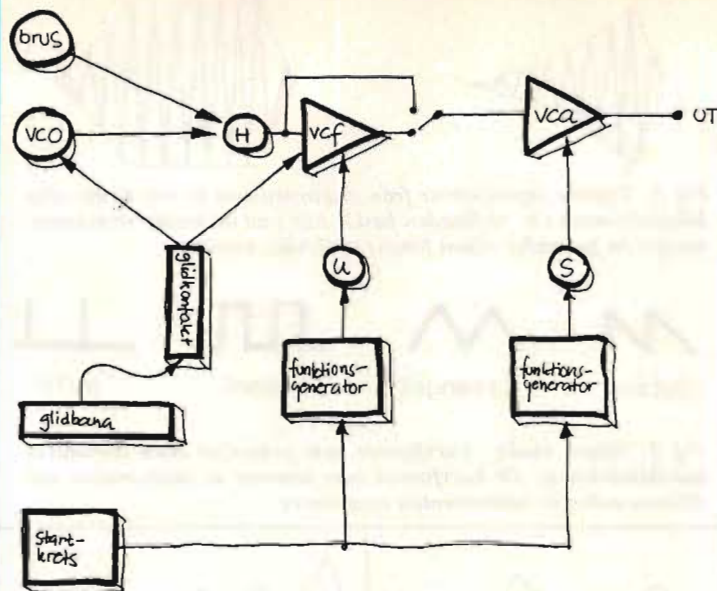 brus
VCO
H
vcf
vca
UT
glidkontakt
U
S
funktions-
generator
funktions-
generator
glidbana
Start-
krets